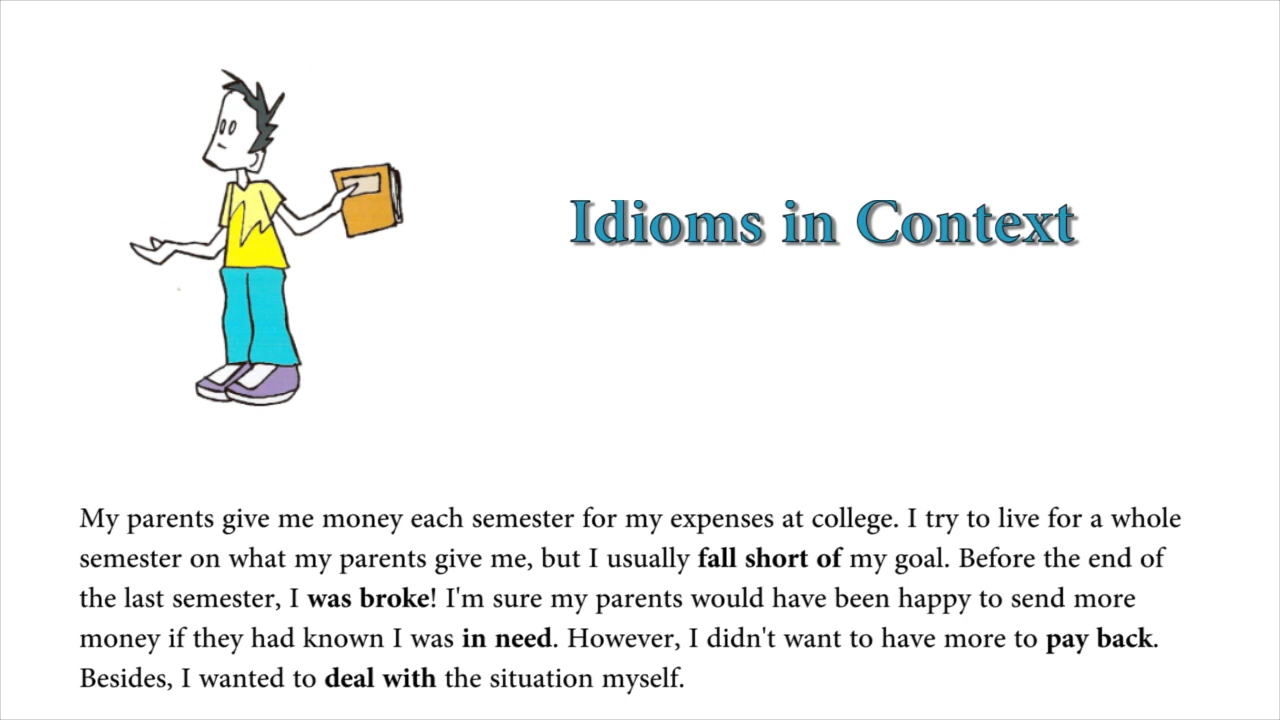 Idioms in Context
My parents give me money each semester for my expenses at college. I try to live for a whole
semester on what my parents give me, but I usually fall short of my goal. Before the end of
the last semester, I was broke! I'm sure my parents would have been happy to send more
money if they had known I was in need. However, I didn't want to have more to pay back.
Besides, I wanted to deal with the situation myself.